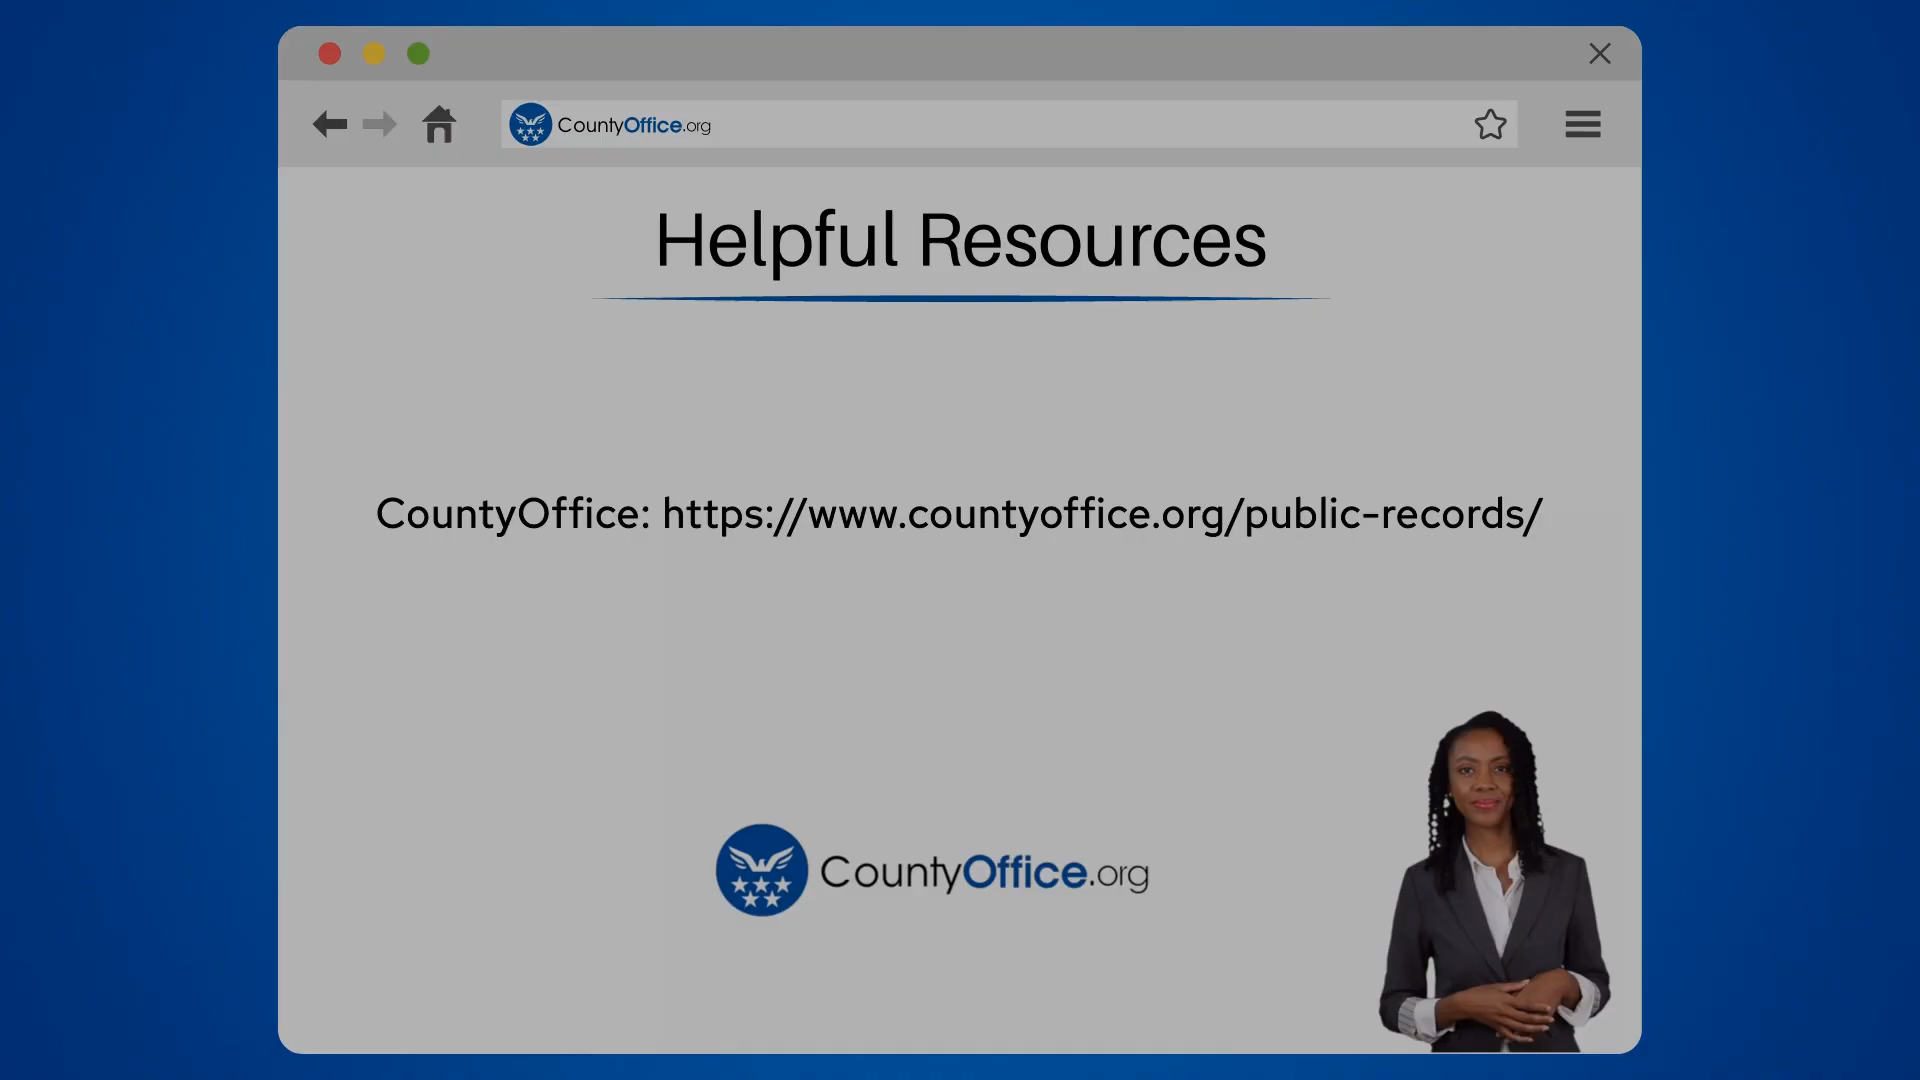 CountyOffice.org
Helpful Resources
CountyOffice: https://www.countyoffice.org/public-records/
CountyOffice.org